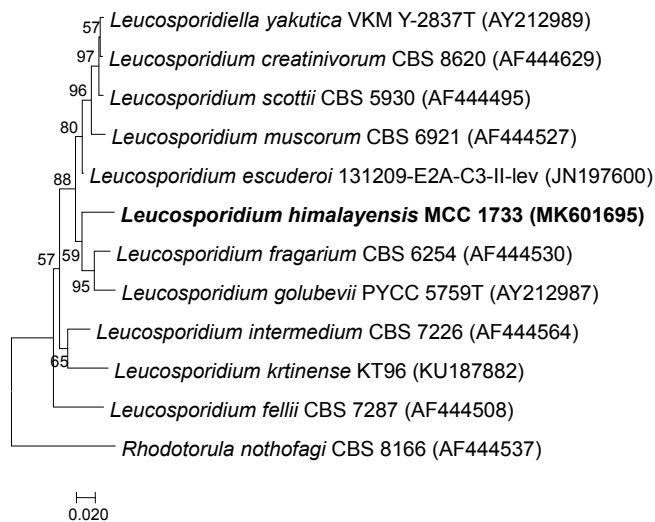 57
Leucosporidiella yakutica VKM Y-2837T (AY212989)
97
Leucosporidium creatinivorum CBS 8620 (AF444629)
96
Leucosporidium scottii CBS 5930 (AF444495)
80
Leucosporidium muscorum CBS 6921 (AF444527)
88
Leucosporidium escuderoi 131209-E2A-C3-II-lev (JN197600)
Leucosporidium himalayensis MCC 1733 (MK601695)
57
59
Leucosporidium fragarium CBS 6254 (AF444530)
95
Leucosporidium golubevii PYCC 5759T (AY212987)
Leucosporidium intermedium CBS 7226 (AF444564)
65
Leucosporidium krtinense KT96 (KU187882)
Leucosporidium fellii CBS 7287 (AF444508)
Rhodotorula nothofagi CBS 8166 (AF444537)
0.020